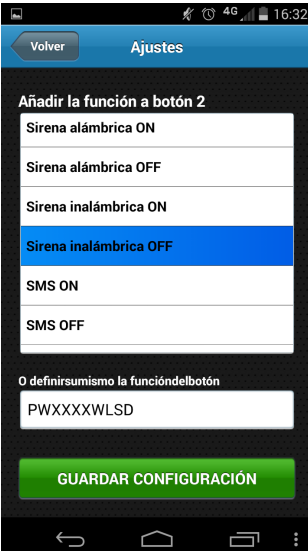 4G 16:32
Volver Ajustes
Añadir la función a botón 2
Sirena alámbrica ON
Sirena alámbrica OFF
Sirena inalámbrica ON
Sirena inalámbrica OFF
SMS ON
SMS OFF
O definirsumismo la funcióndelbotón
PWXXXXWLSD
GUARDAR CONFIGURACIÓN